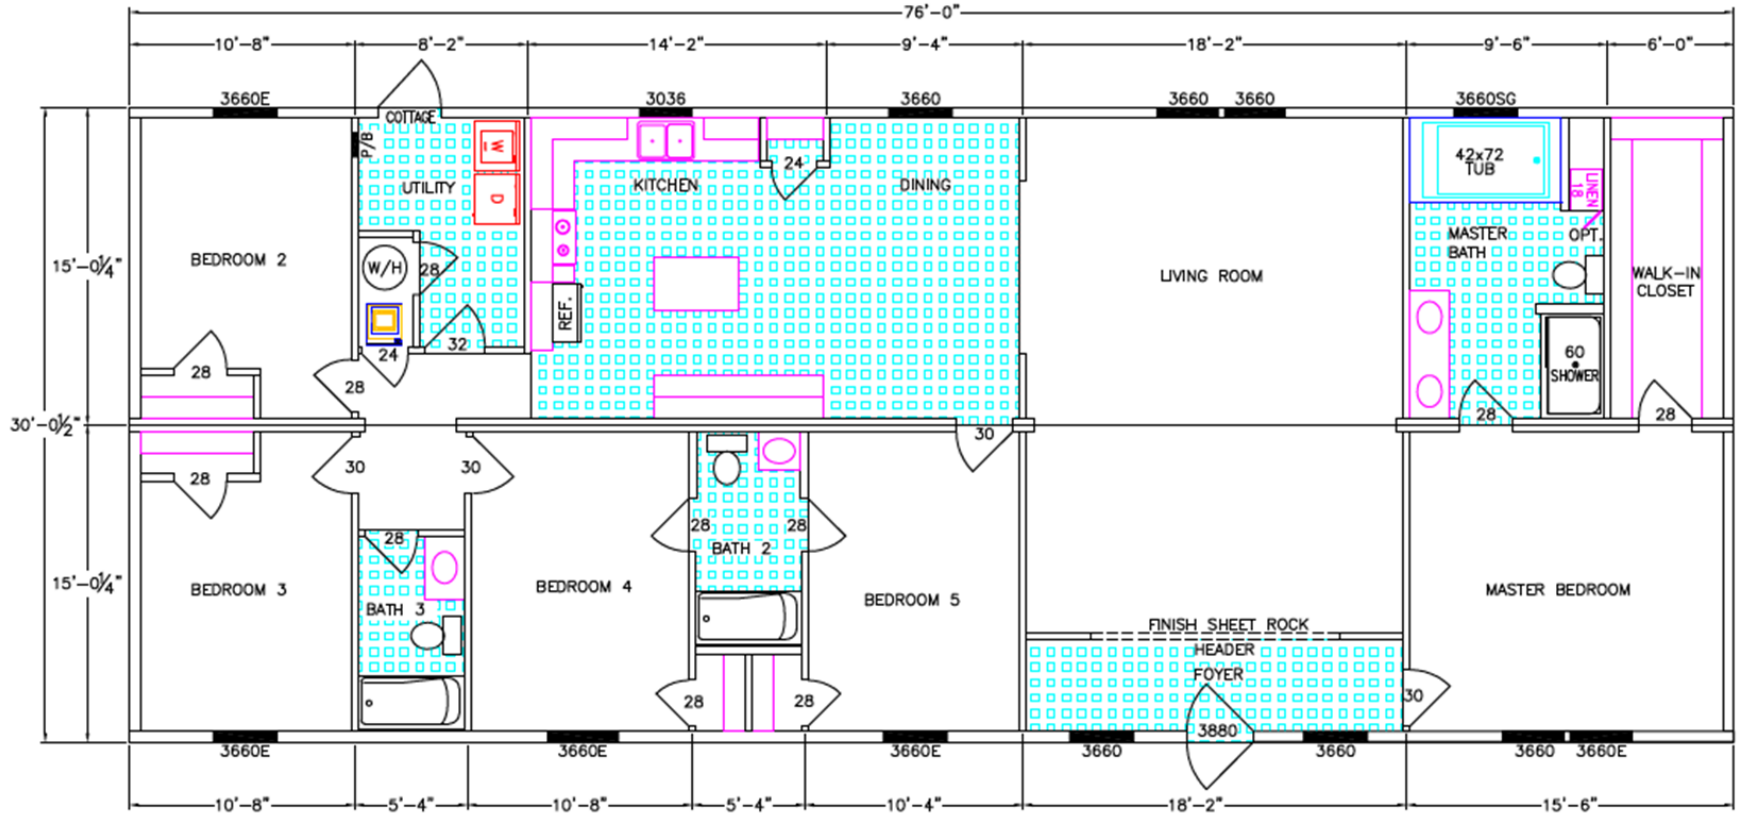 76'-0"
10'-8" 8'-2" 14'-2" 9'-4" 18'-2" 9'-6" 6'-0"
3660E 3036 3660 3660 3660 3660SG
COTTAGE
P/B
W
42x72
TUB
24
UTILITY KITCHEN DINING
D
LINEN
18
MASTER
BATH
OPT.
15'-0¼" BEDROOM 2 W/H 28 LIVING ROOM WALK-IN
CLOSET
REF.
32
24
60
SHOWER
28 28 28 28
30'-0½"
30
30 30
28
28 28
28
BATH 2
15'-0¼" BEDROOM 3 BEDROOM 4 BEDROOM 5 MASTER BEDROOM
BATH 3
FINISH SHEET ROCK
HEADER
FOYER
28 28 30
3880
3660E 3660E 3660E 3660 3660 3660 3660E
10'-8" 5'-4" 10'-8" 5'-4" 10'-4" 18'-2" 15'-6"